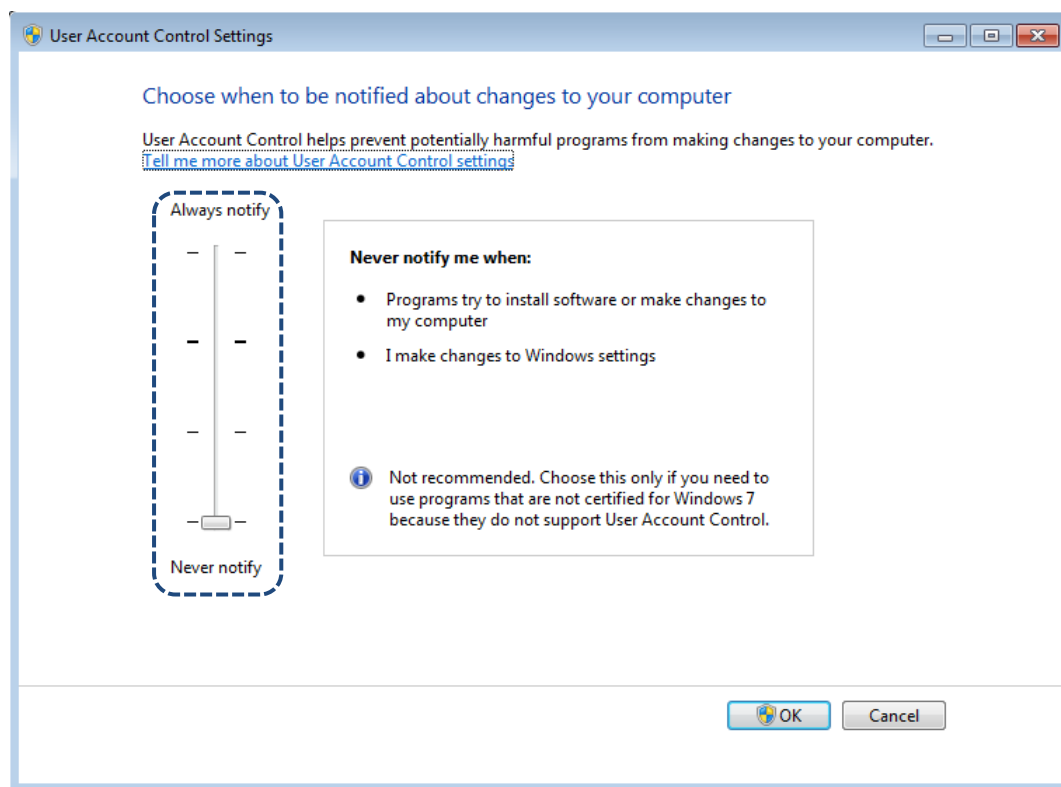 User Account Control Settings
Choose when to be notified about changes to your computer
User Account Control helps prevent potentially harmful programs from making changes to your computer.
Tell me more about User Account Control settings
Always notify
Never notify me when:
Programs try to install software or make changes to
my computer
I make changes to Windows settings
Not recommended. Choose this only if you need to
use programs that are not certified for Windows 7
because they do not support User Account Control.
Never notify
OK
Cancel